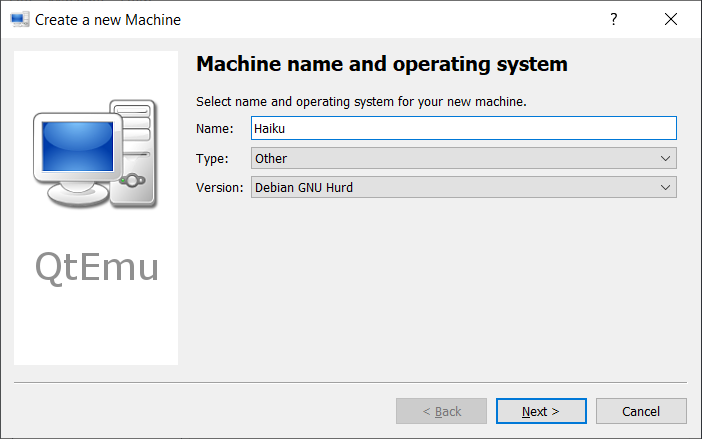 Create a new Machine
?
Machine name and operating system
Select name and operating system for your new machine.
Name: Haiku
Type: Other
Version: Debian GNU Hurd
QtEmu
< Back Next > Cancel